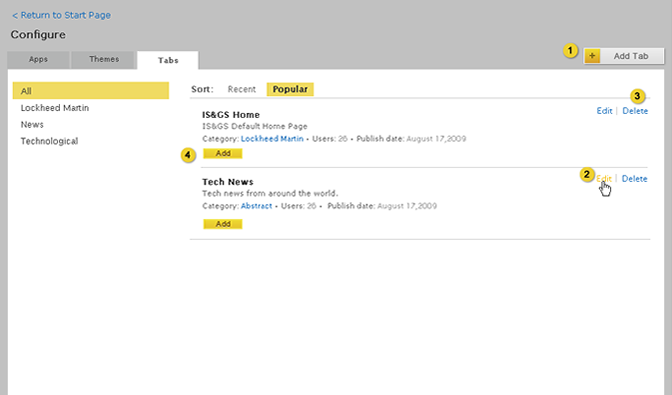 < Return to Start Page
Configure
Apps Themes Tabs
1 + Add Tab
All
Lockheed Martin
News
Technological
Sort: Recent Popular
3
IS&GS Home Edit | Delete
IS&GS Default Home Page
Category: Lockheed Martin • Users: 26 • Publish date: August 17,2009
4 Add
2
Tech News Edit | Delete
Tech news from around the world.
Category: Abstract • Users: 26 • Publish date: August 17,2009
Add